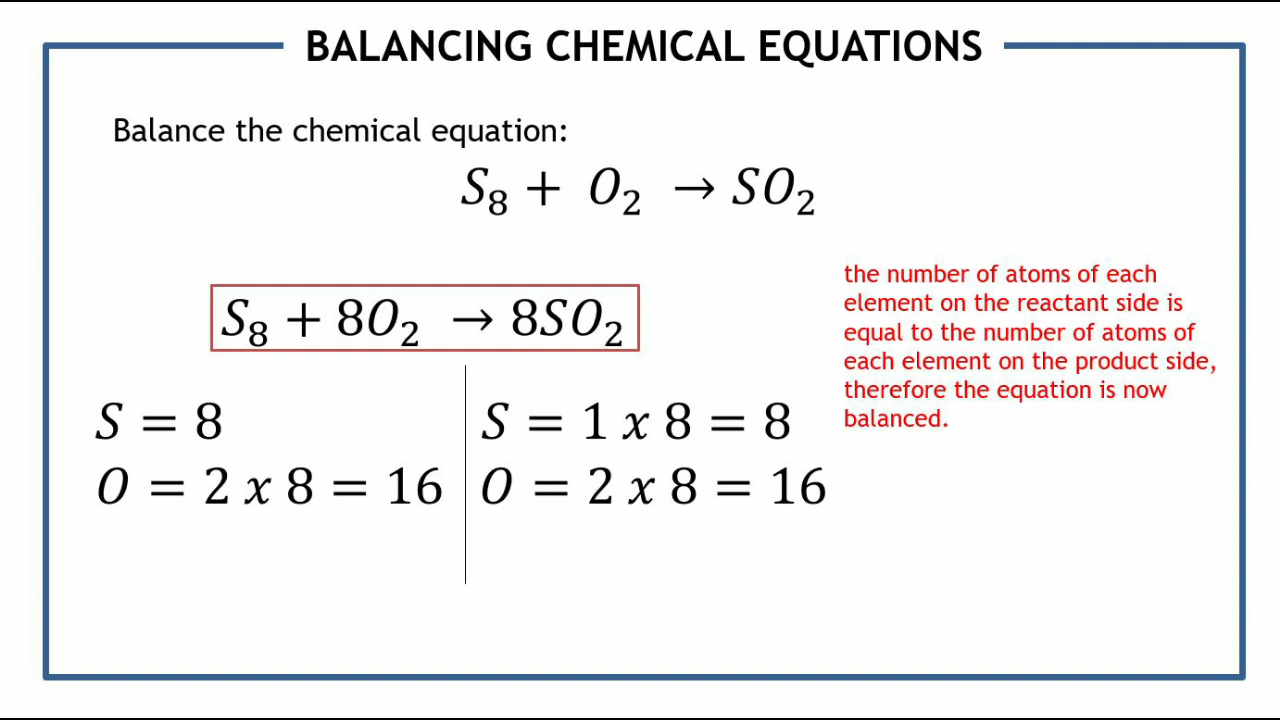 BALANCING CHEMICAL EQUATIONS
Balance the chemical equation:
S₈ + O₂ → SO₂
S₈ + 8O₂ → 8SO₂
the number of atoms of each
element on the reactant side is
equal to the number of atoms of
each element on the product side,
therefore the equation is now
balanced.
S = 8
O = 2 x 8 = 16
S = 1 x 8 = 8
O = 2 x 8 = 16